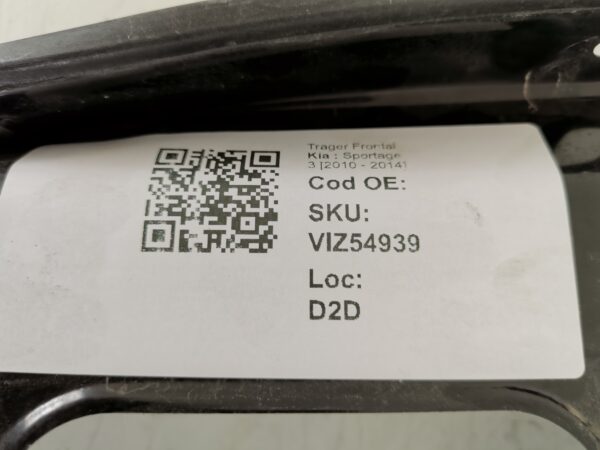 Trager Frontal
Kia : Sportage
3 [2010 - 2014]
Cod OE:
SKU:
VIZ54939
Loc:
D2D